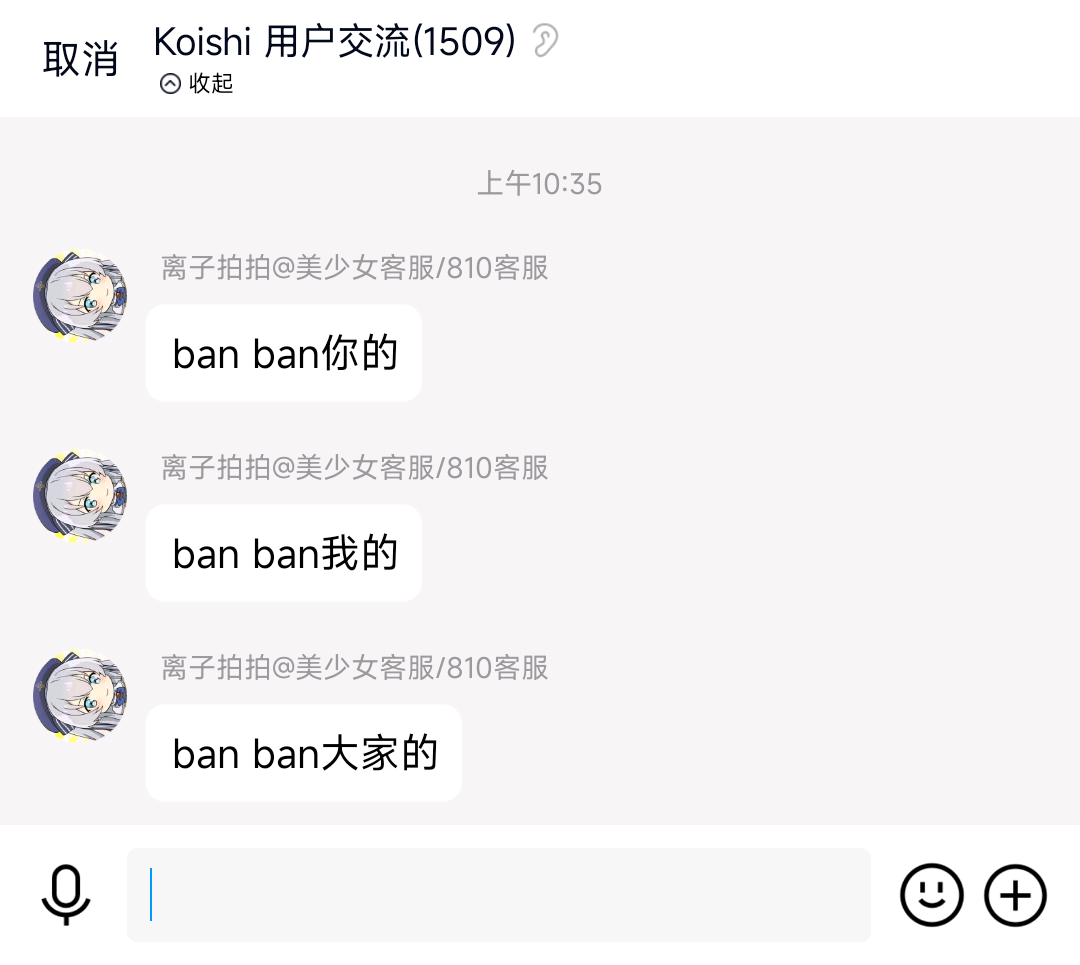 取消
Koishi 用户交流(1509)
收起
上午10:35
离子拍拍@美少女客服/810客服
ban ban你的
离子拍拍@美少女客服/810客服
ban ban我的
离子拍拍@美少女客服/810客服
ban ban大家的